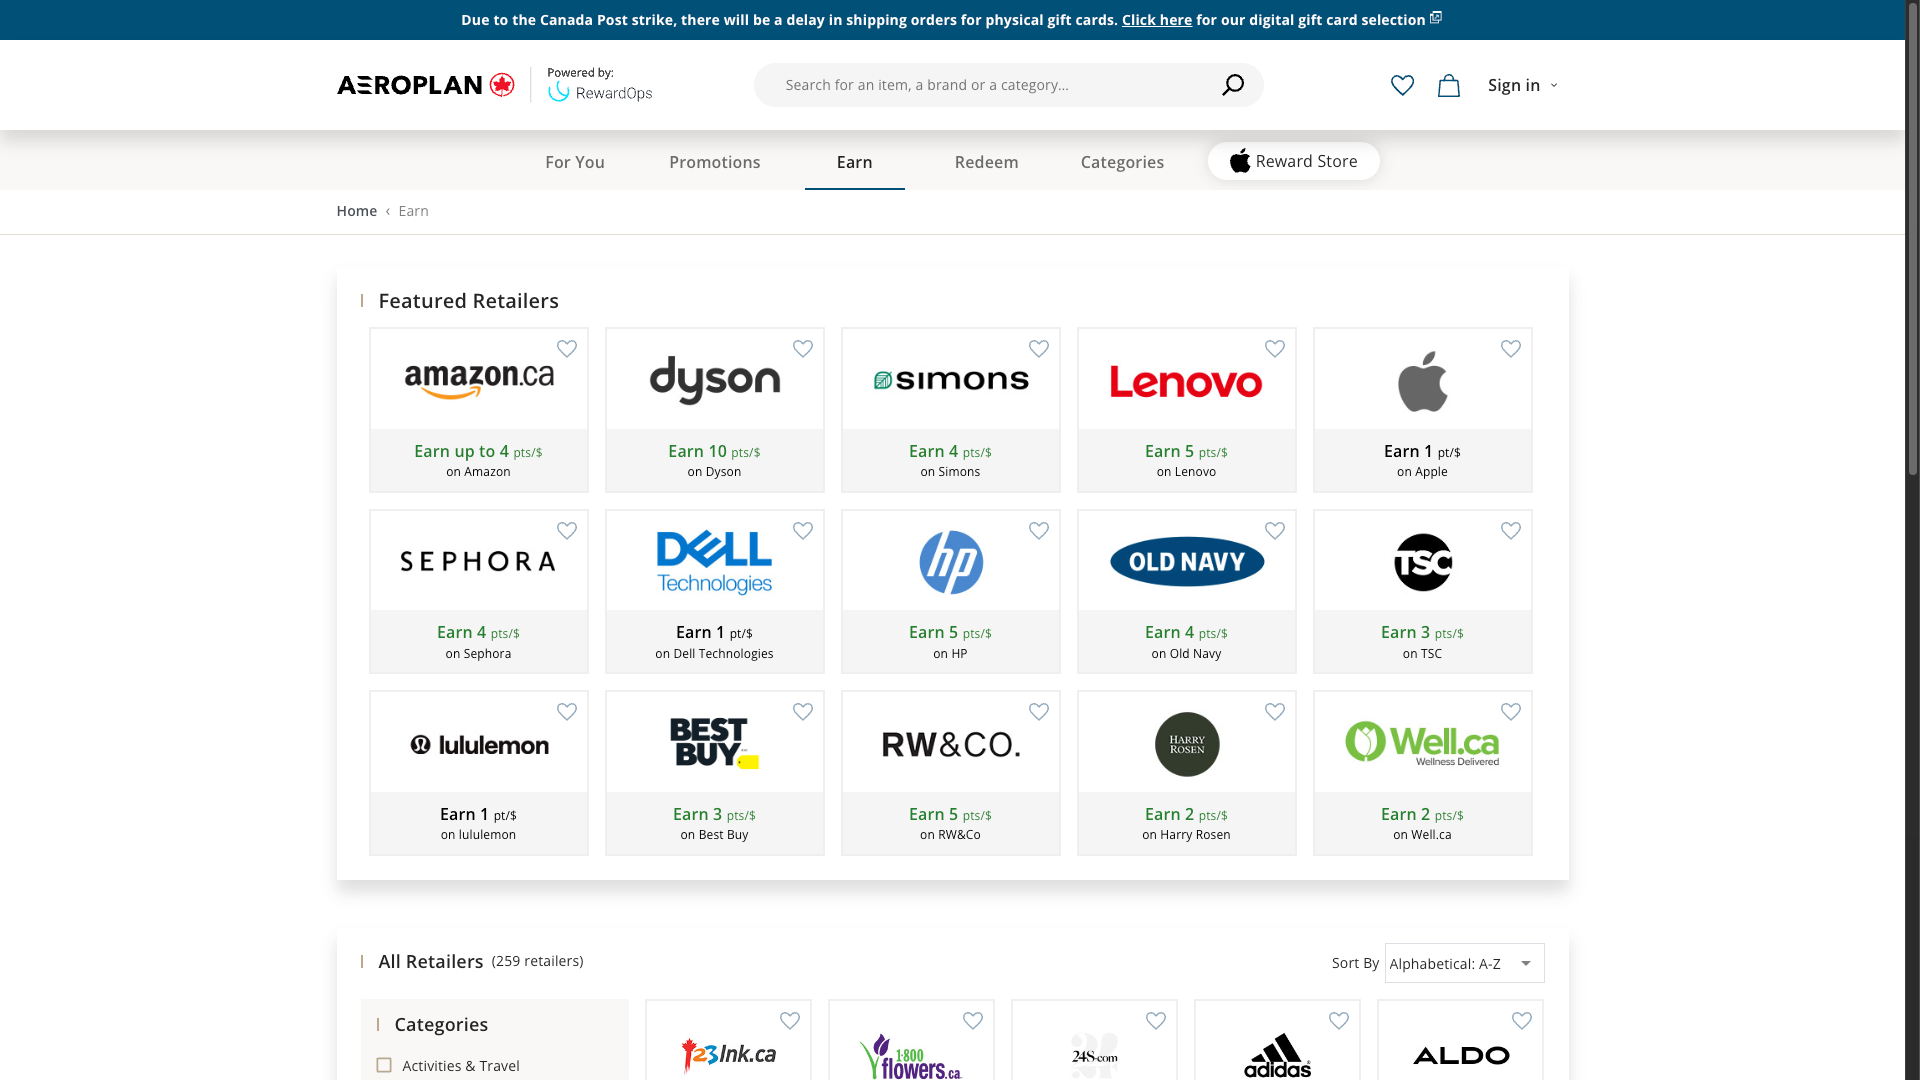 Due to the Canada Post strike, there will be a delay in shipping orders for physical gift cards. Click here for our digital gift card selection
AEROPLAN
Powered by:
RewardOps
Search for an item, a brand or a category...
Sign in
For You
Promotions
Earn
Redeem
Categories
Reward Store
Home ‹ Earn
Featured Retailers
amazon.ca
Earn up to 4 pts/$
on Amazon
dyson
Earn 10 pts/$
on Dyson
simons
Earn 4 pts/$
on Simons
Lenovo
Earn 5 pts/$
on Lenovo
Earn 1 pt/$
on Apple
SEPHORA
Earn 4 pts/$
on Sephora
DELL
Technologies
Earn 1 pt/$
on Dell Technologies
hp
Earn 5 pts/$
on HP
OLD NAVY
Earn 4 pts/$
on Old Navy
TSC
Earn 3 pts/$
on TSC
lululemon
Earn 1 pt/$
on lululemon
BEST
BUY
Earn 3 pts/$
on Best Buy
RW&CO.
Earn 5 pts/$
on RW&Co
HARRY
ROSEN
Earn 2 pts/$
on Harry Rosen
Well.ca
Wellness Delivered
Earn 2 pts/$
on Well.ca
All Retailers (259 retailers)
Sort By
Alphabetical: A-Z
Categories
Activities & Travel
123Ink.ca
1·800
flowers.ca
24S.com
adidas
ALDO